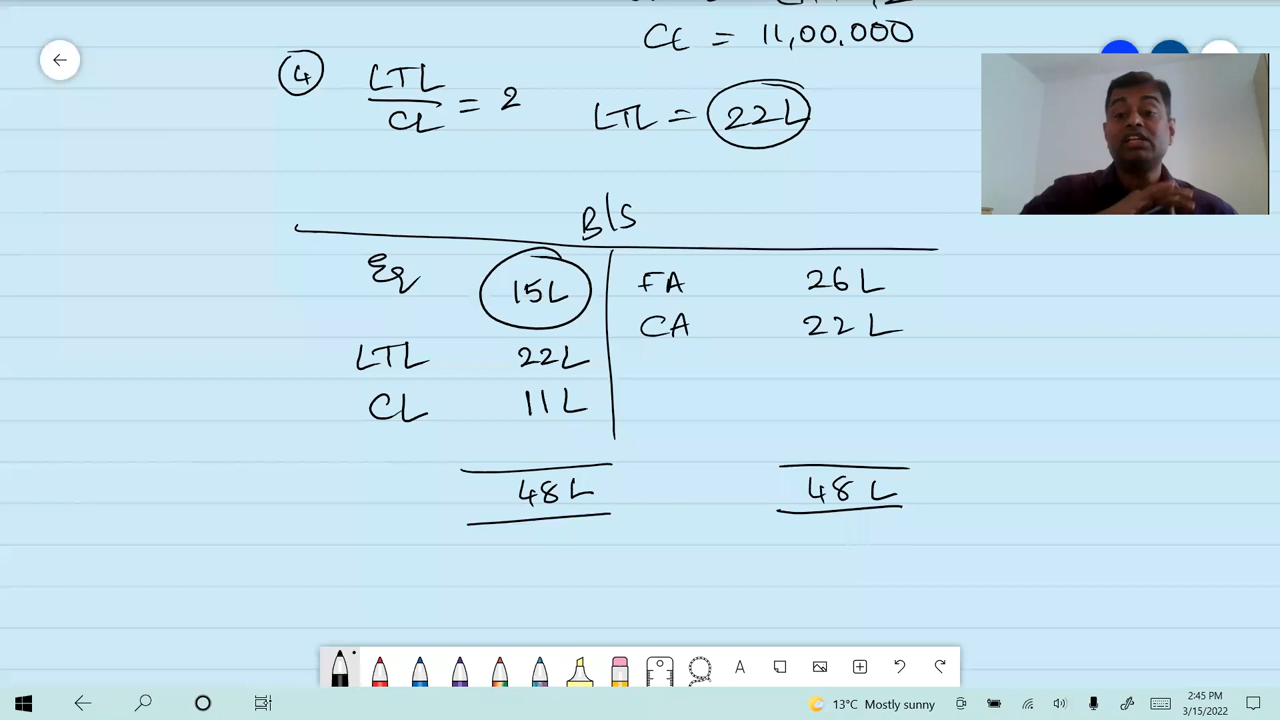 CL = 11,00,000
4 LTL/CL = 2 LTL = 22L
B/S
Eq 15L FA 26L
CA 22L
LTL 22L
CL 11L
48L 48L
A
13°C Mostly sunny
2:45 PM
3/15/2022